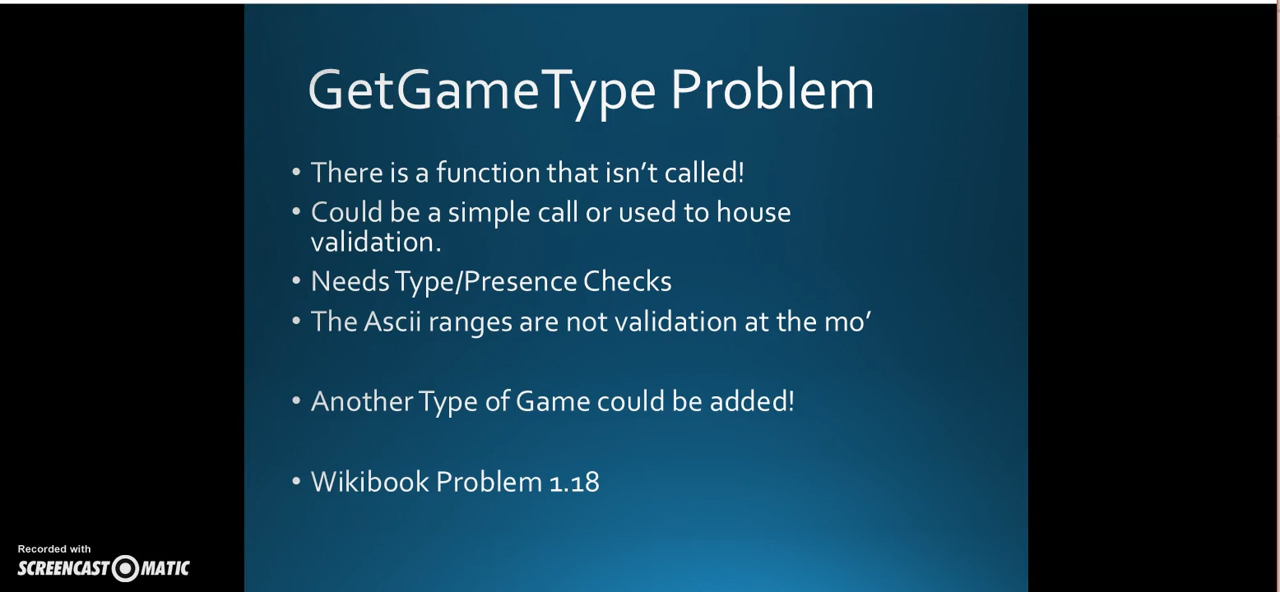 GetGameType Problem
• There is a function that isn’t called!
• Could be a simple call or used to house
validation.
• Needs Type/Presence Checks
• The Ascii ranges are not validation at the mo’
• Another Type of Game could be added!
• Wikibook Problem 1.18
Recorded with
SCREENCAST MATIC